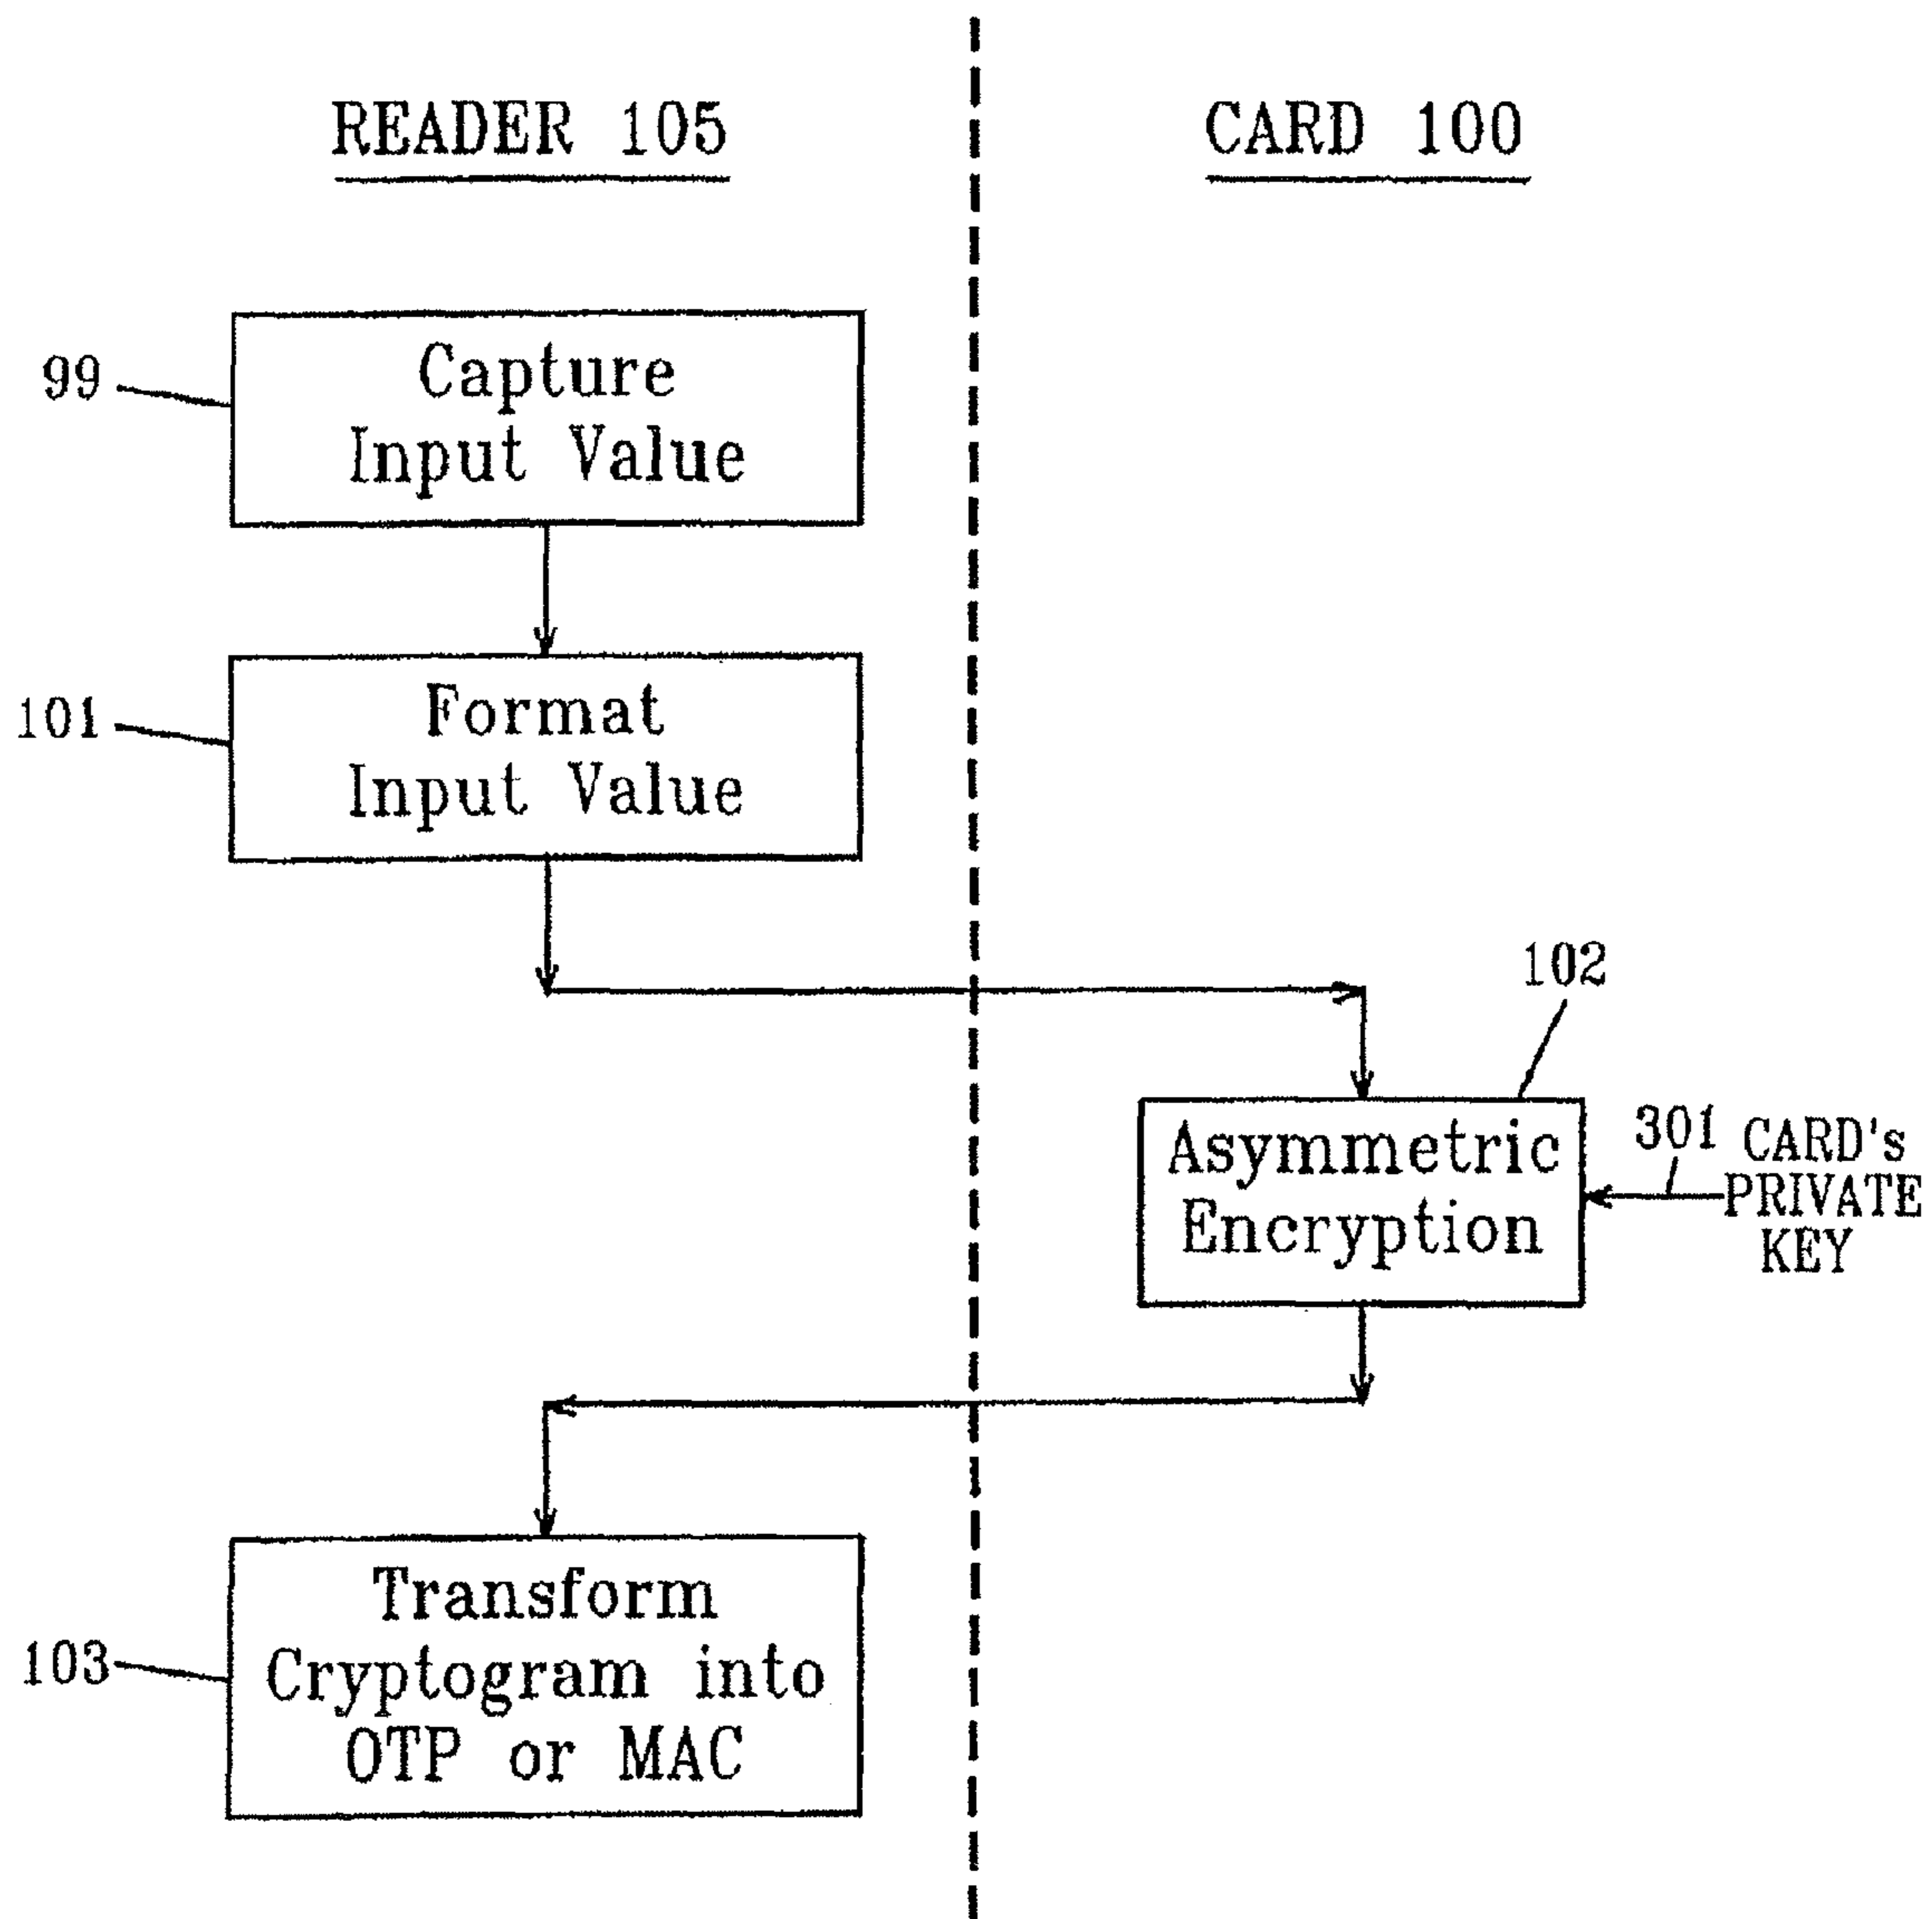 READER 105
CARD 100
99
Capture
Input Value
101
Format
Input Value
102
Asymmetric
Encryption
301
CARD's
PRIVATE
KEY
103
Transform
Cryptogram into
OTP or MAC